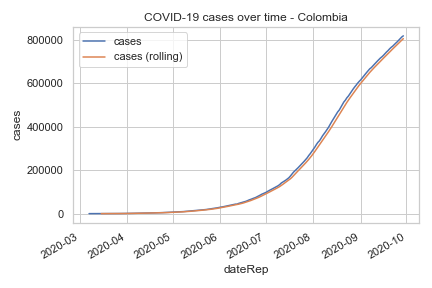 COVID-19 cases over time - Colombia
cases
cases (rolling)
800000
600000
400000
200000
0
cases
2020-03
2020-04
2020-05
2020-06
2020-07
2020-08
2020-09
2020-10
dateRep